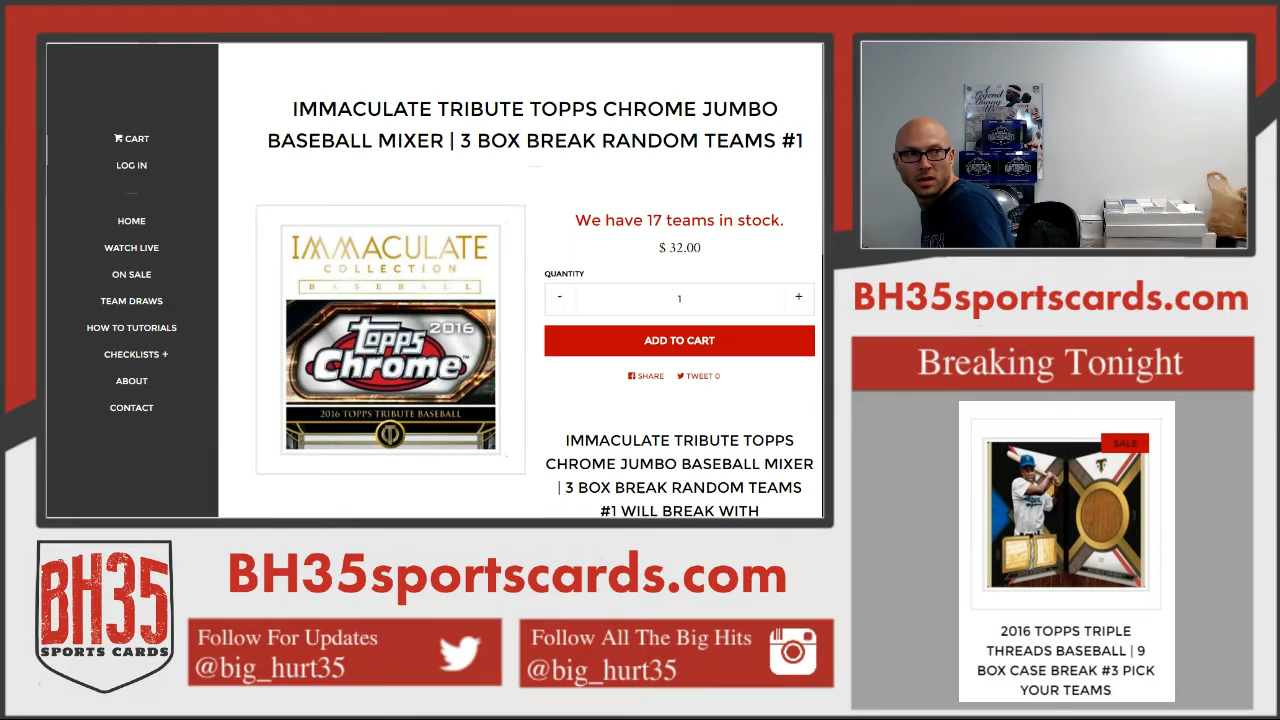 CART
LOG IN
HOME
WATCH LIVE
ON SALE
TEAM DRAWS
HOW TO TUTORIALS
CHECKLISTS +
ABOUT
CONTACT
IMMACULATE TRIBUTE TOPPS CHROME JUMBO
BASEBALL MIXER | 3 BOX BREAK RANDOM TEAMS #1
IMMACULATE
COLLECTION
BASEBALL
2016
Topps
Chrome
2016 TOPPS TRIBUTE BASEBALL
We have 17 teams in stock.
$ 32.00
QUANTITY
- 1 +
ADD TO CART
SHARE TWEET 0
IMMACULATE TRIBUTE TOPPS
CHROME JUMBO BASEBALL MIXER
| 3 BOX BREAK RANDOM TEAMS
#1 WILL BREAK WITH
Legend
Among
BH35sportscards.com
Breaking Tonight
SALE
2016 TOPPS TRIPLE
THREADS BASEBALL | 9
BOX CASE BREAK #3 PICK
YOUR TEAMS
BH35
SPORTS CARDS
BH35sportscards.com
Follow For Updates
@big_hurt35
Follow All The Big Hits
@big_hurt35